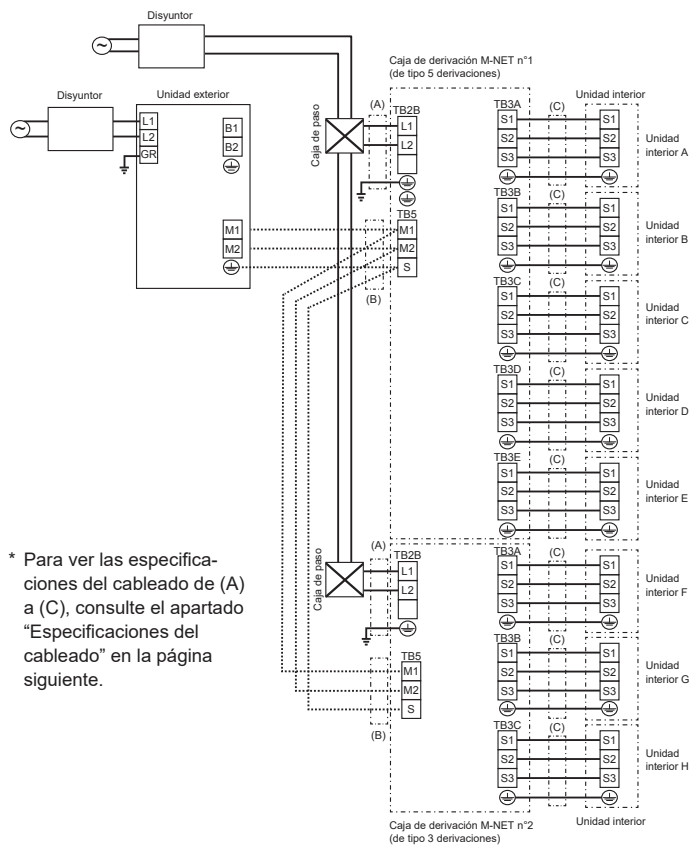 Disyuntor
Caja de derivación M-NET n°1
(de tipo 5 derivaciones)
Disyuntor
Unidad exterior
Caja de paso
(A)
TB2B
TB3A
(C)
Unidad interior
L1
L2
GR
B1
B2
L1
L2
S1
S2
S3
S1
S2
S3
Unidad
interior A
TB3B
(C)
S1
S2
S3
S1
S2
S3
Unidad
interior B
M1
M2
TB5
M1
M2
S
(B)
TB3C
(C)
S1
S2
S3
S1
S2
S3
Unidad
interior C
TB3D
(C)
S1
S2
S3
S1
S2
S3
Unidad
interior D
TB3E
(C)
S1
S2
S3
S1
S2
S3
Unidad
interior E
* Para ver las especifica-
ciones del cableado de (A)
a (C), consulte el apartado
“Especificaciones del
cableado” en la página
siguiente.
Caja de paso
(A)
TB2B
L1
L2
TB3A
(C)
S1
S2
S3
S1
S2
S3
Unidad
interior F
TB5
M1
M2
S
(B)
TB3B
(C)
S1
S2
S3
S1
S2
S3
Unidad
interior G
TB3C
(C)
S1
S2
S3
S1
S2
S3
Unidad
interior H
Caja de derivación M-NET n°2
(de tipo 3 derivaciones)
Unidad interior